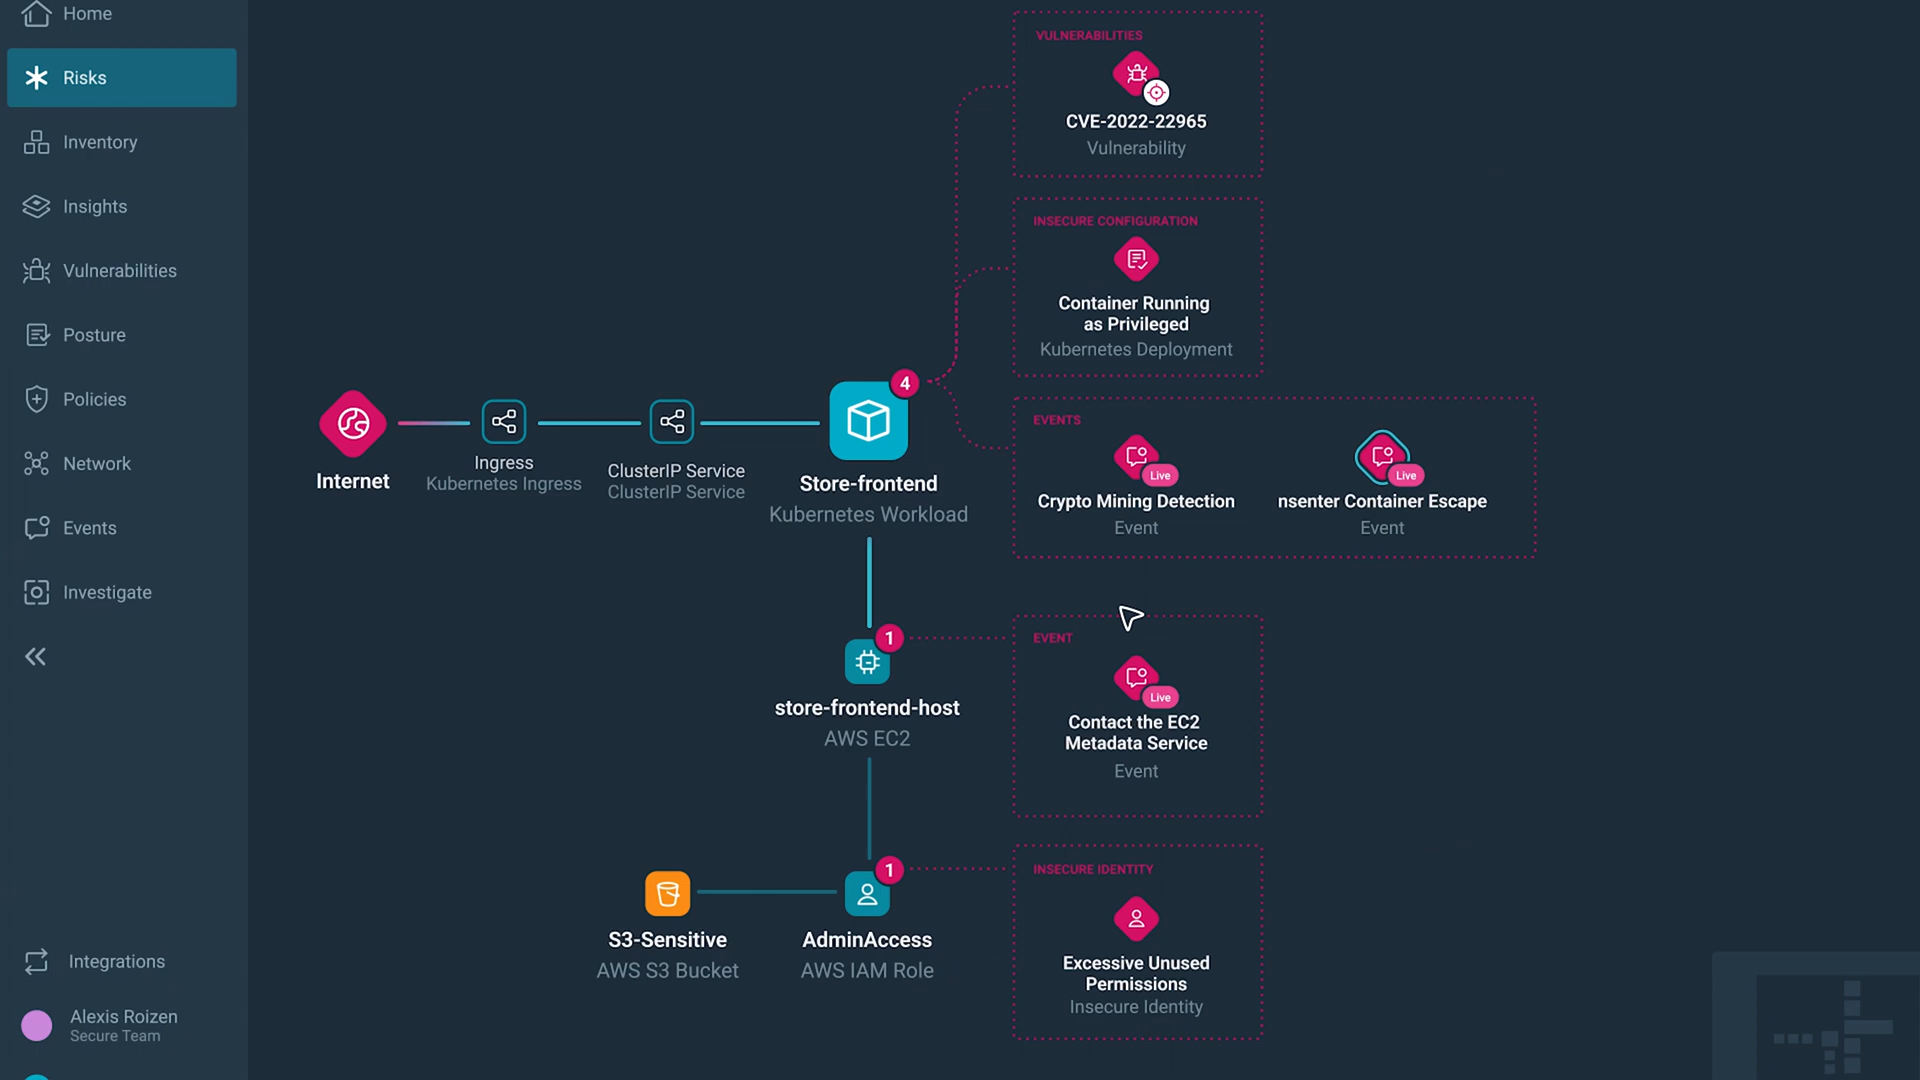 Home
Risks
Inventory
Insights
Vulnerabilities
Posture
Policies
Network
Events
Investigate
Integrations
Alexis Roizen
Secure Team
VULNERABILITIES
CVE-2022-22965
Vulnerability
INSECURE CONFIGURATION
Container Running
as Privileged
Kubernetes Deployment
EVENTS
Live
Crypto Mining Detection
Event
Live
nsenter Container Escape
Event
Internet
Ingress
Kubernetes Ingress
ClusterIP Service
ClusterIP Service
4
Store-frontend
Kubernetes Workload
1
store-frontend-host
AWS EC2
EVENT
Live
Contact the EC2
Metadata Service
Event
S3-Sensitive
AWS S3 Bucket
1
AdminAccess
AWS IAM Role
INSECURE IDENTITY
Excessive Unused
Permissions
Insecure Identity